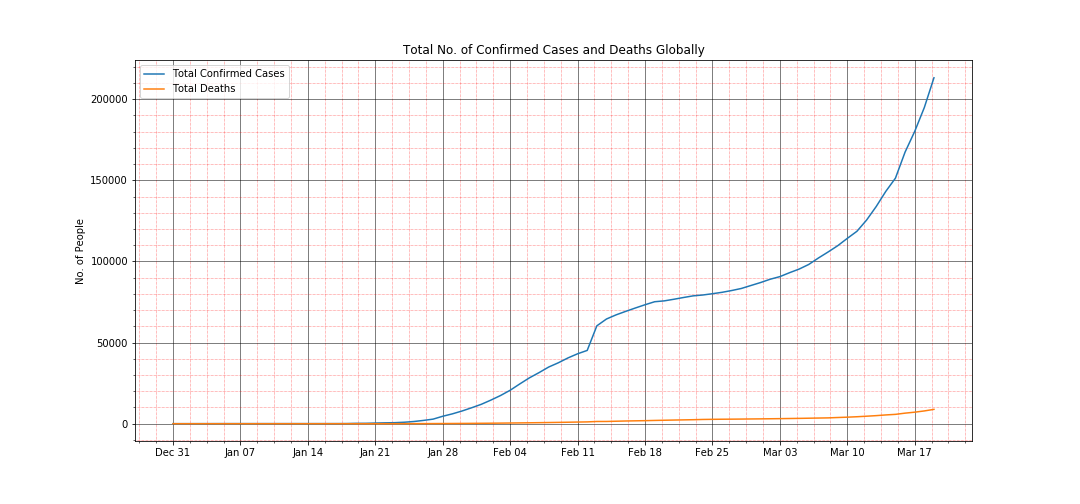 Total No. of Confirmed Cases and Deaths Globally
Total Confirmed Cases
Total Deaths
200000
150000
100000
50000
0
No. of People
Dec 31 Jan 07 Jan 14 Jan 21 Jan 28 Feb 04 Feb 11 Feb 18 Feb 25 Mar 03 Mar 10 Mar 17